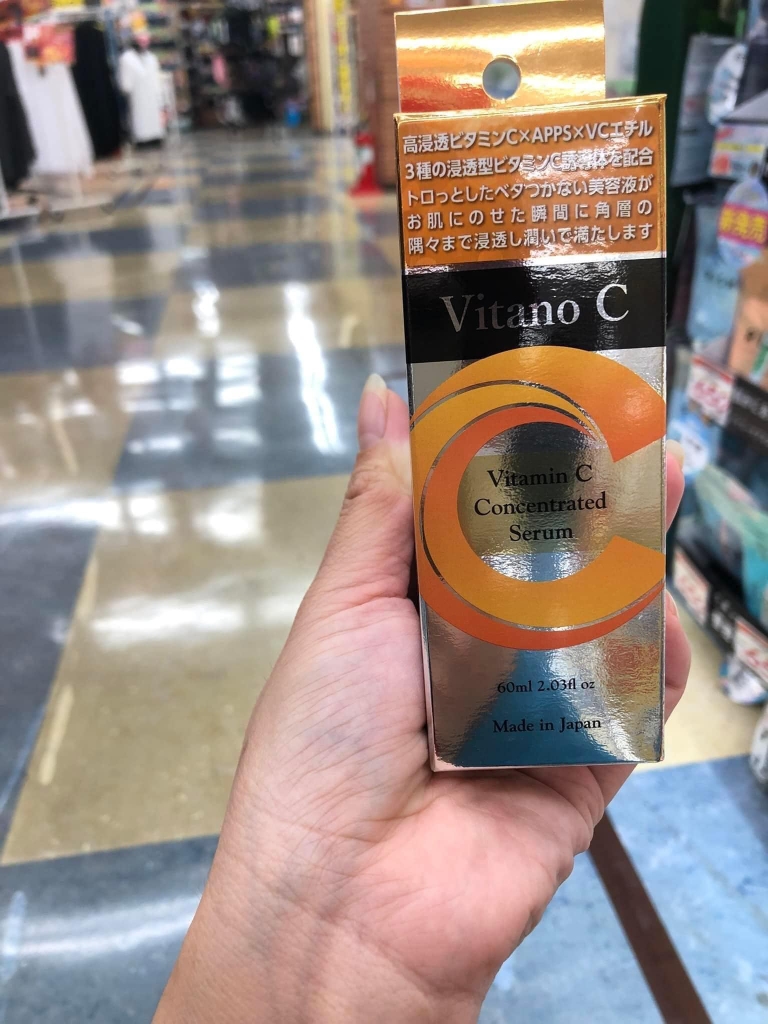 高浸透ビタミンC×APPS×VCエチル
3種の浸透型ビタミンC誘導体を配合
トロっとしたベタつかない美容液が
お肌にのせた瞬間に角層の
隅々まで浸透し潤いで満たします
Vitano C
Vitamin C
Concentrated
Serum
60ml 2.03fl oz
Made in Japan
新発売